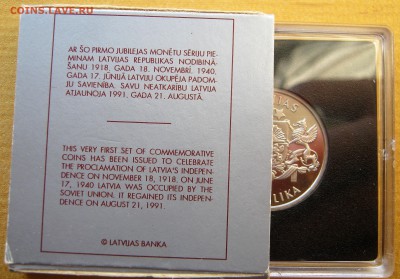 coins.lave.ru
AR ŠO PIRMO JUBILEJAS MONĒTU SĒRIJU PIE-
MINAM LATVIJAS REPUBLIKAS NODIBINĀ-
ŠANU 1918. GADA 18. NOVEMBRĪ. 1940.
GADA 17. JŪNIJĀ LATVIJU OKUPĒJA PADOM-
JU SAVIENĪBA. SAVU NEATKARĪBU LATVIJA
ATJAUNOJA 1991. GADA 21. AUGUSTĀ.
THIS VERY FIRST SET OF COMMEMORATIVE
COINS HAS BEEN ISSUED TO CELEBRATE
THE PROCLAMATION OF LATVIA'S INDEPEN-
DENCE ON NOVEMBER 18, 1918. ON JUNE
17, 1940 LATVIA WAS OCCUPIED BY THE
SOVIET UNION. IT REGAINED ITS INDEPEN-
DENCE ON AUGUST 21, 1991.
© LATVIJAS BANKA
IJAS
LIKA